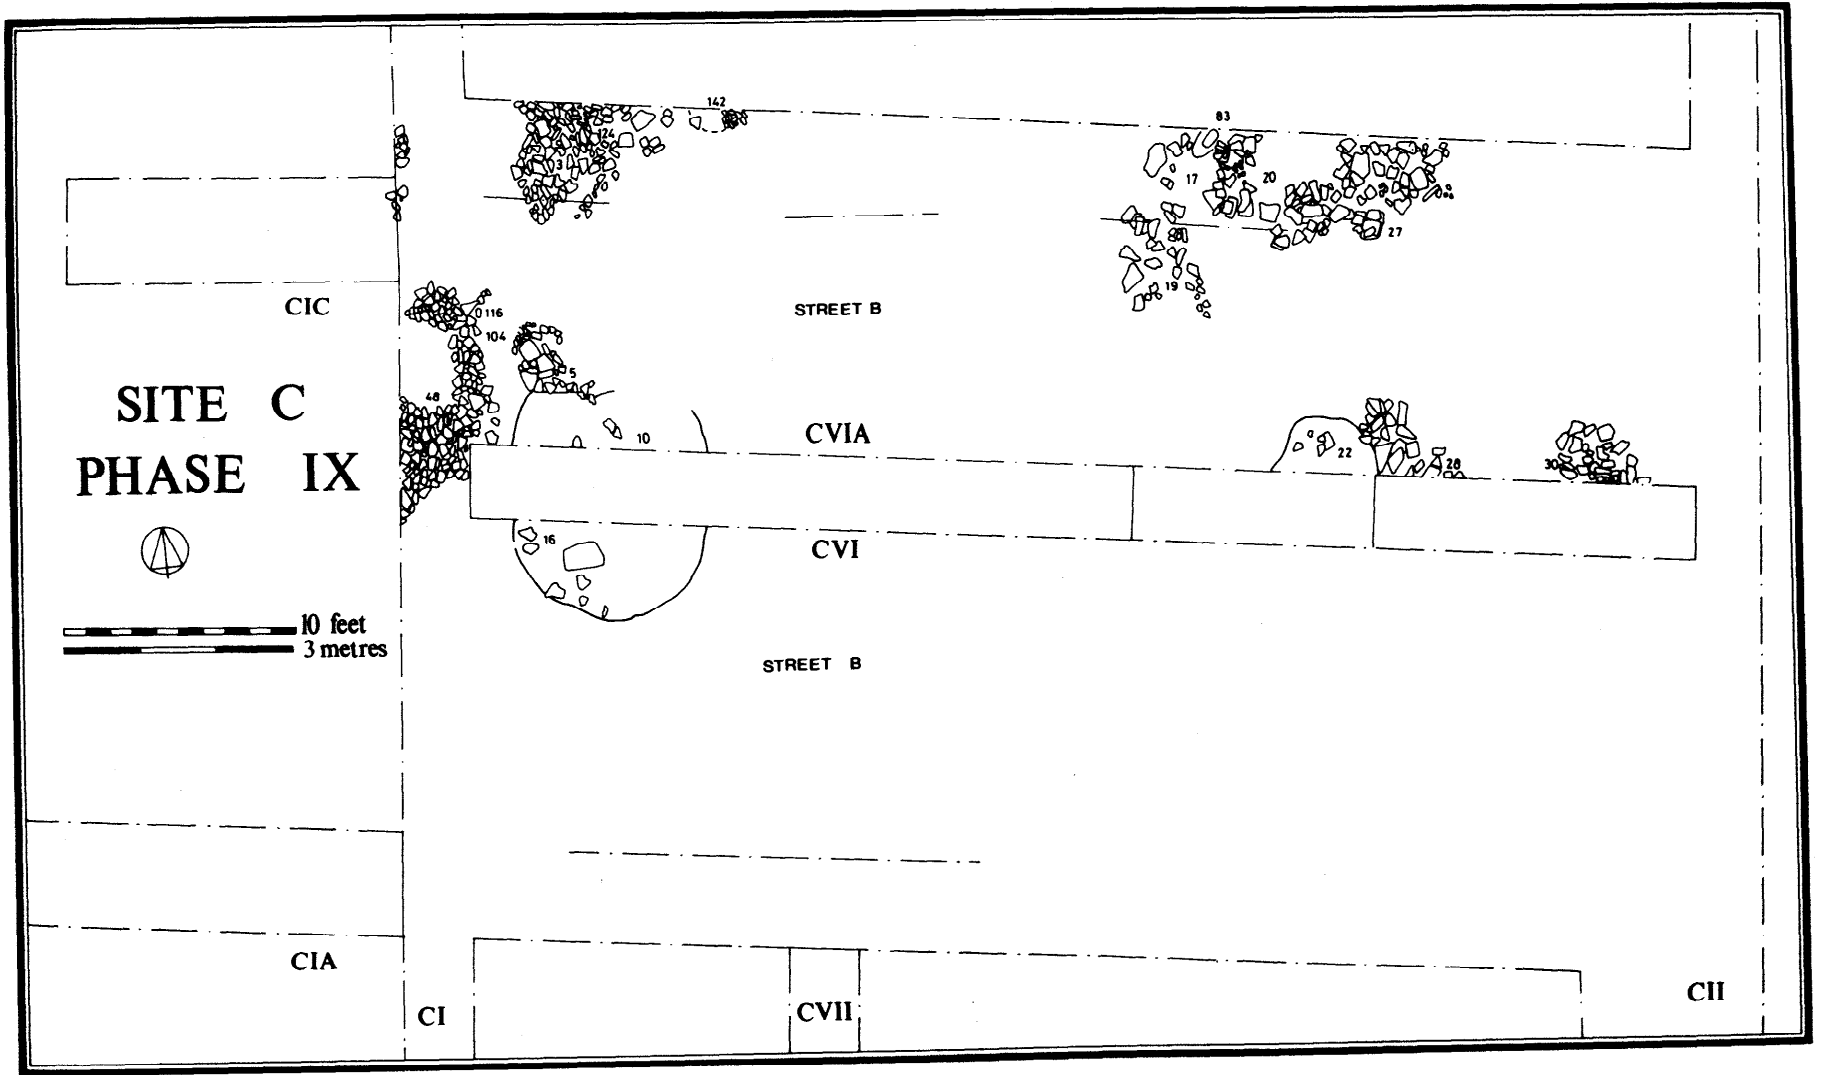 142
83
124
3
17
20
27
CIC
116
STREET B
19
104
5
SITE C
48
10
CVIA
22
28
30
PHASE IX
16
CVI
10 feet
3 metres
STREET B
CIA
CI
CVII
CII